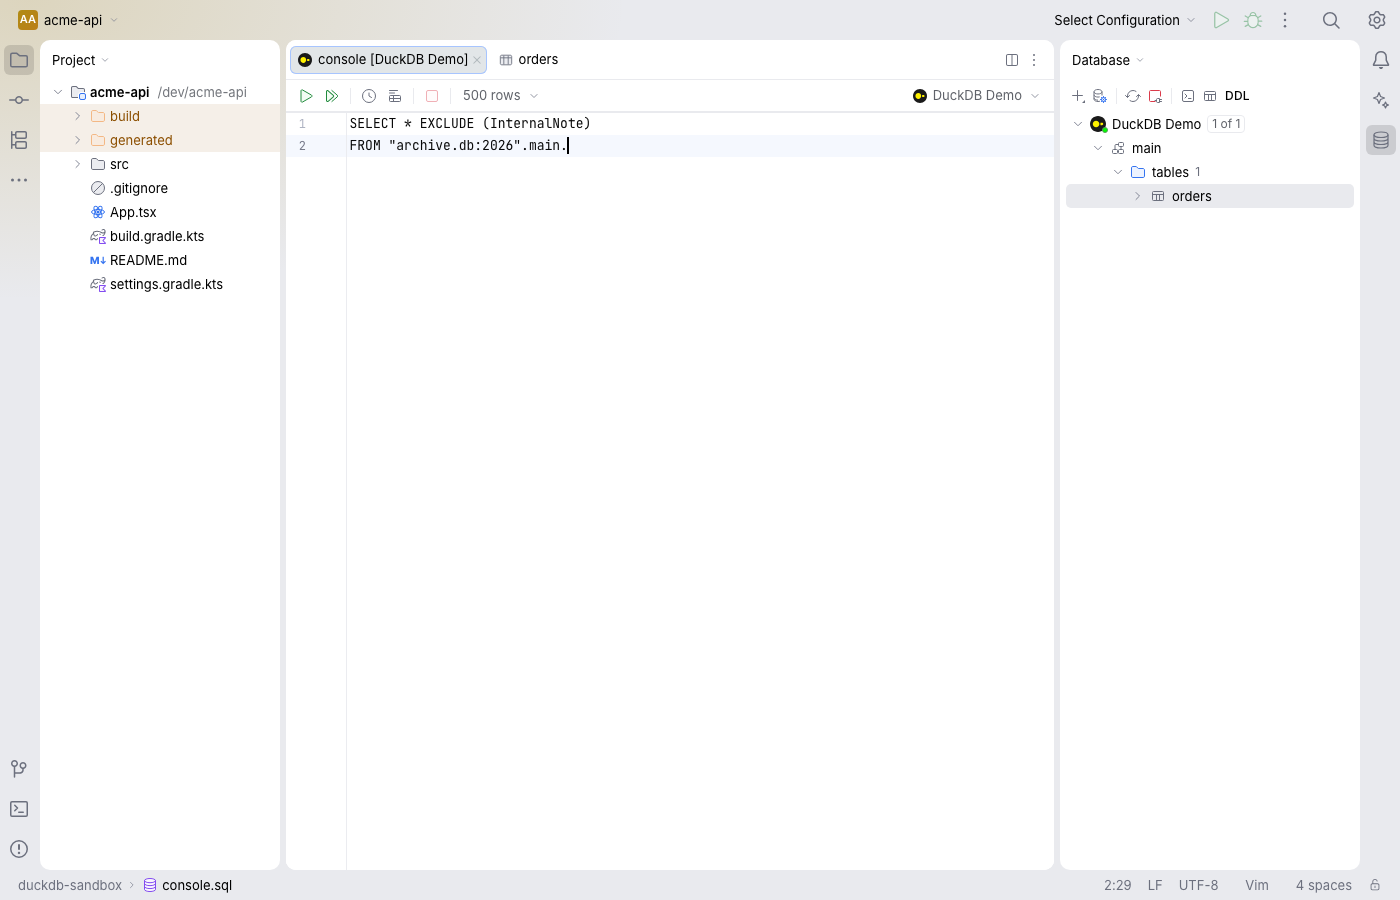 AA acme-api
Select Configuration
Project
acme-api /dev/acme-api
build
generated
src
.gitignore
App.tsx
build.gradle.kts
M↓ README.md
settings.gradle.kts
console [DuckDB Demo]
orders
500 rows
DuckDB Demo
1 SELECT * EXCLUDE (InternalNote)
2 FROM "archive.db:2026".main.
Database
DDL
DuckDB Demo 1 of 1
main
tables 1
orders
duckdb-sandbox
console.sql
2:29 LF UTF-8 Vim 4 spaces